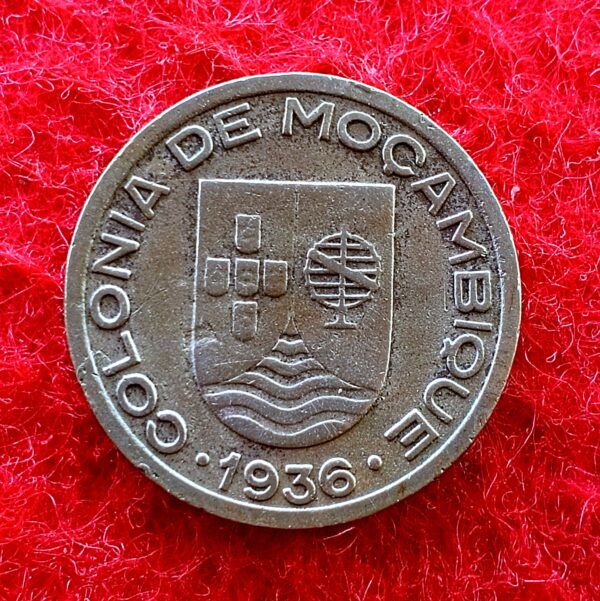 COLONIA DE MOÇAMBIQUE
· 1936 ·